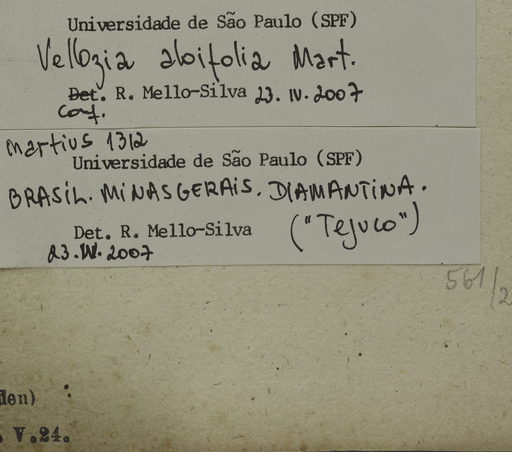 Universidade de São Paulo (SPF)
Vellozia aloifolia Mart.
Det. R. Mello-Silva 23. IV. 2007
Conf.
Martius 1312
Universidade de São Paulo (SPF)
BRASIL. MINAS GERAIS. DIAMANTINA.
Det. R. Mello-Silva ("Tejuco")
23. IV. 2007
561/2
den)
. V.24.